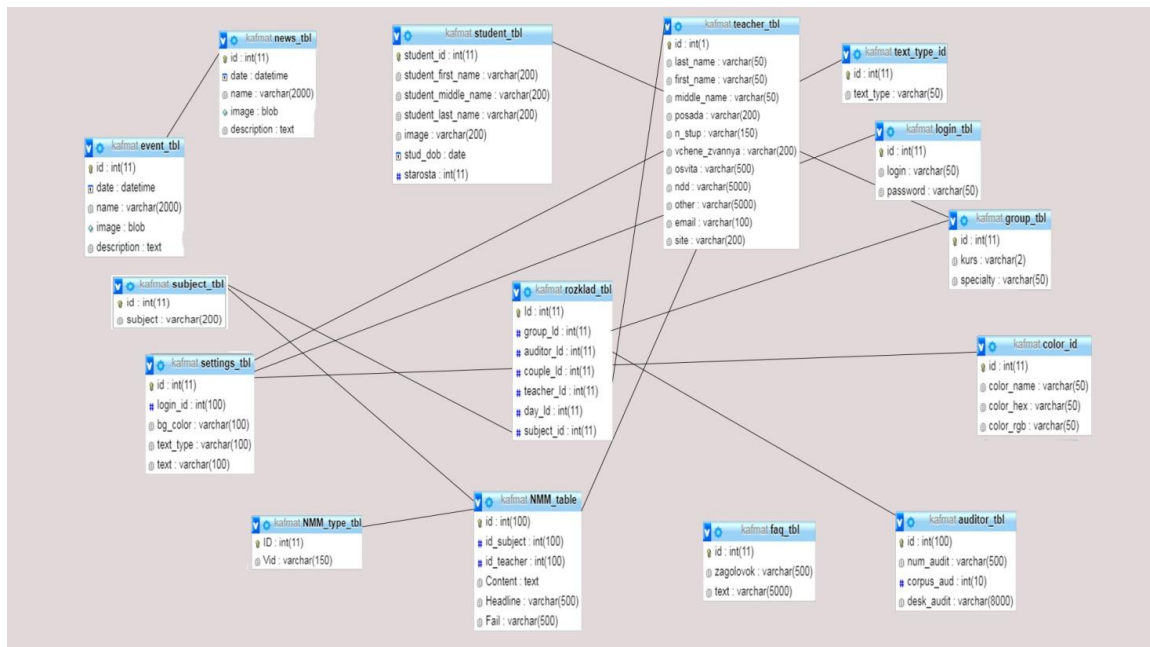 kafmat.news_tbl
id : int(11)
date : datetime
name : varchar(2000)
image : blob
description : text
kafmat.student_tbl
student_id : int(11)
student_first_name : varchar(200)
student_middle_name : varchar(200)
student_last_name : varchar(200)
image : varchar(200)
stud_dob : date
starosta : int(11)
kafmat.teacher_tbl
id : int(1)
last_name : varchar(50)
first_name : varchar(50)
middle_name : varchar(50)
posada : varchar(200)
n_stup : varchar(150)
vchene_zvannya : varchar(200)
osvita : varchar(500)
ndd : varchar(5000)
other : varchar(5000)
email : varchar(100)
site : varchar(200)
kafmat.text_type_id
id : int(11)
text_type : varchar(50)
kafmat.login_tbl
id : int(11)
login : varchar(50)
password : varchar(50)
kafmat.event_tbl
id : int(11)
date : datetime
name : varchar(2000)
image : blob
description : text
kafmat.group_tbl
id : int(11)
kurs : varchar(2)
specialty : varchar(50)
kafmat.subject_tbl
id : int(11)
subject : varchar(200)
kafmat.rozklad_tbl
Id : int(11)
group_Id : int(11)
auditor_Id : int(11)
couple_Id : int(11)
teacher_Id : int(11)
day_Id : int(11)
subject_id : int(11)
kafmat.settings_tbl
id : int(11)
login_id : int(100)
bg_color : varchar(100)
text_type : varchar(100)
text : varchar(100)
kafmat.color_id
id : int(11)
color_name : varchar(50)
color_hex : varchar(50)
color_rgb : varchar(50)
kafmat.NMM_type_tbl
ID : int(11)
Vid : varchar(150)
kafmat.NMM_table
id : int(100)
id_subject : int(100)
id_teacher : int(100)
Content : text
Headline : varchar(500)
Fail : varchar(500)
kafmat.faq_tbl
id : int(11)
zagolovok : varchar(500)
text : varchar(5000)
kafmat.auditor_tbl
id : int(100)
num_audit : varchar(500)
corpus_aud : int(10)
desk_audit : varchar(8000)